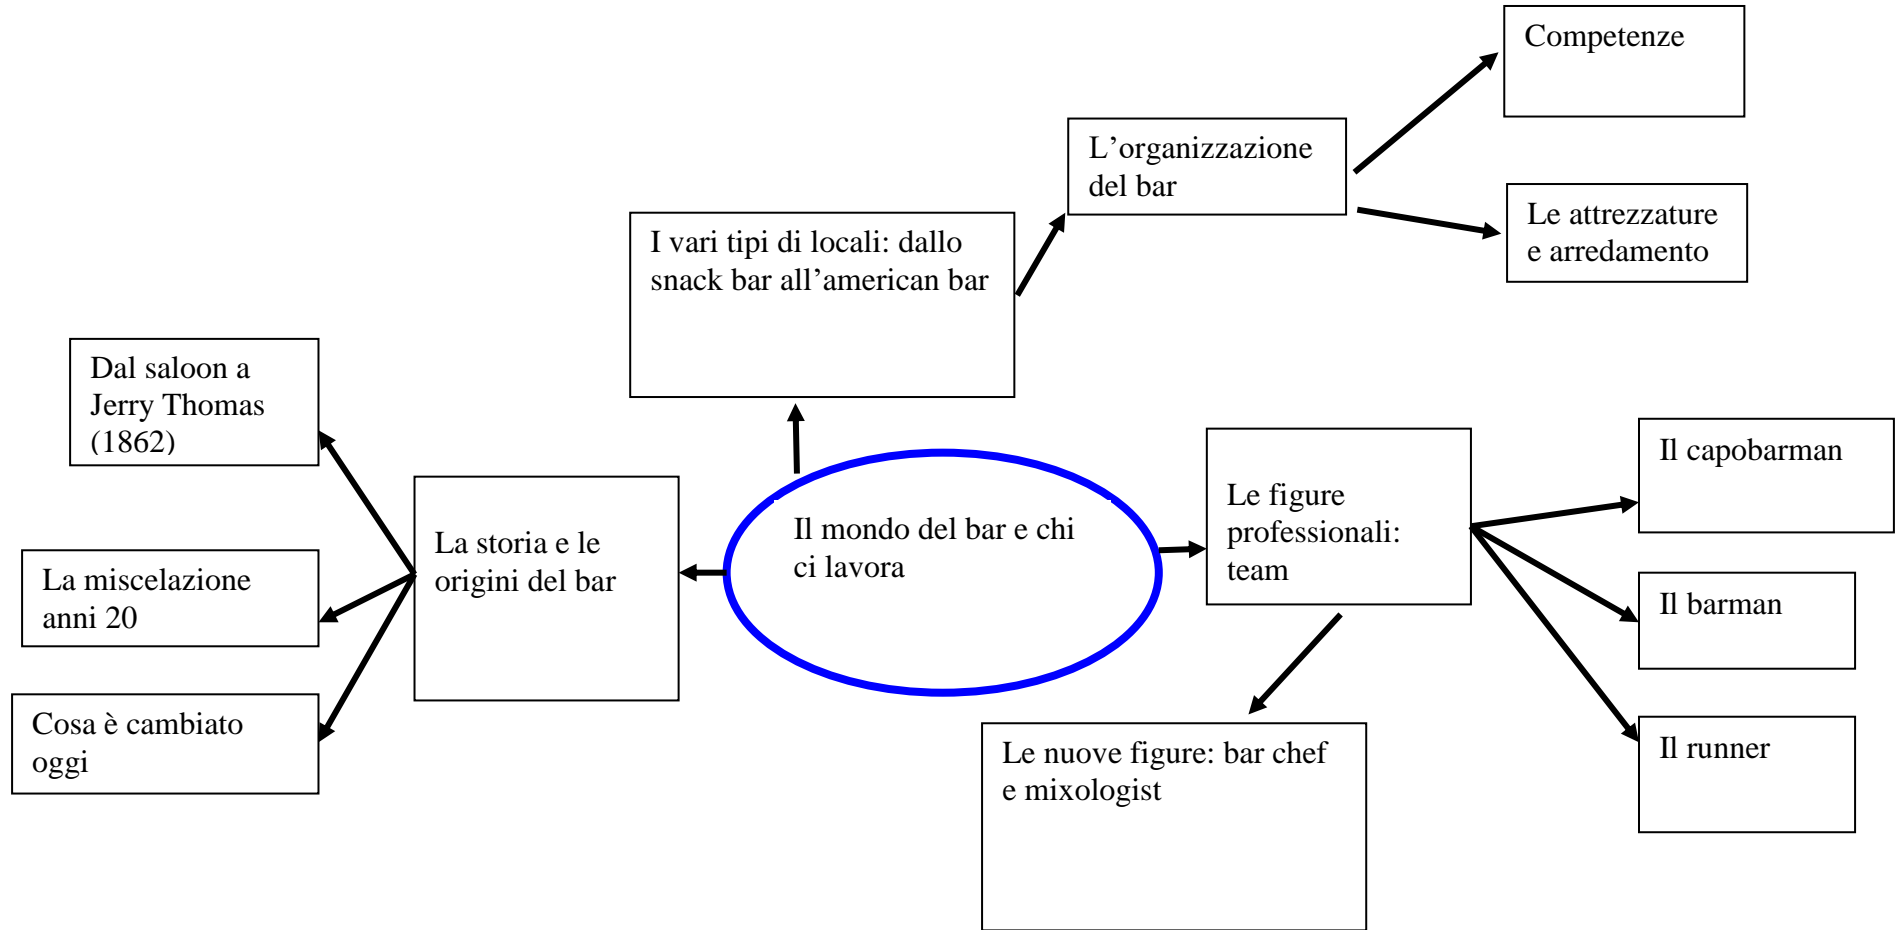 Competenze
L’organizzazione
del bar
Le attrezzature
e arredamento
I vari tipi di locali: dallo
snack bar all’american bar
Dal saloon a
Jerry Thomas
(1862)
La miscelazione
anni 20
Cosa è cambiato
oggi
La storia e le
origini del bar
Il mondo del bar e chi
ci lavora
Le figure
professionali:
team
Il capobarman
Il barman
Il runner
Le nuove figure: bar chef
e mixologist